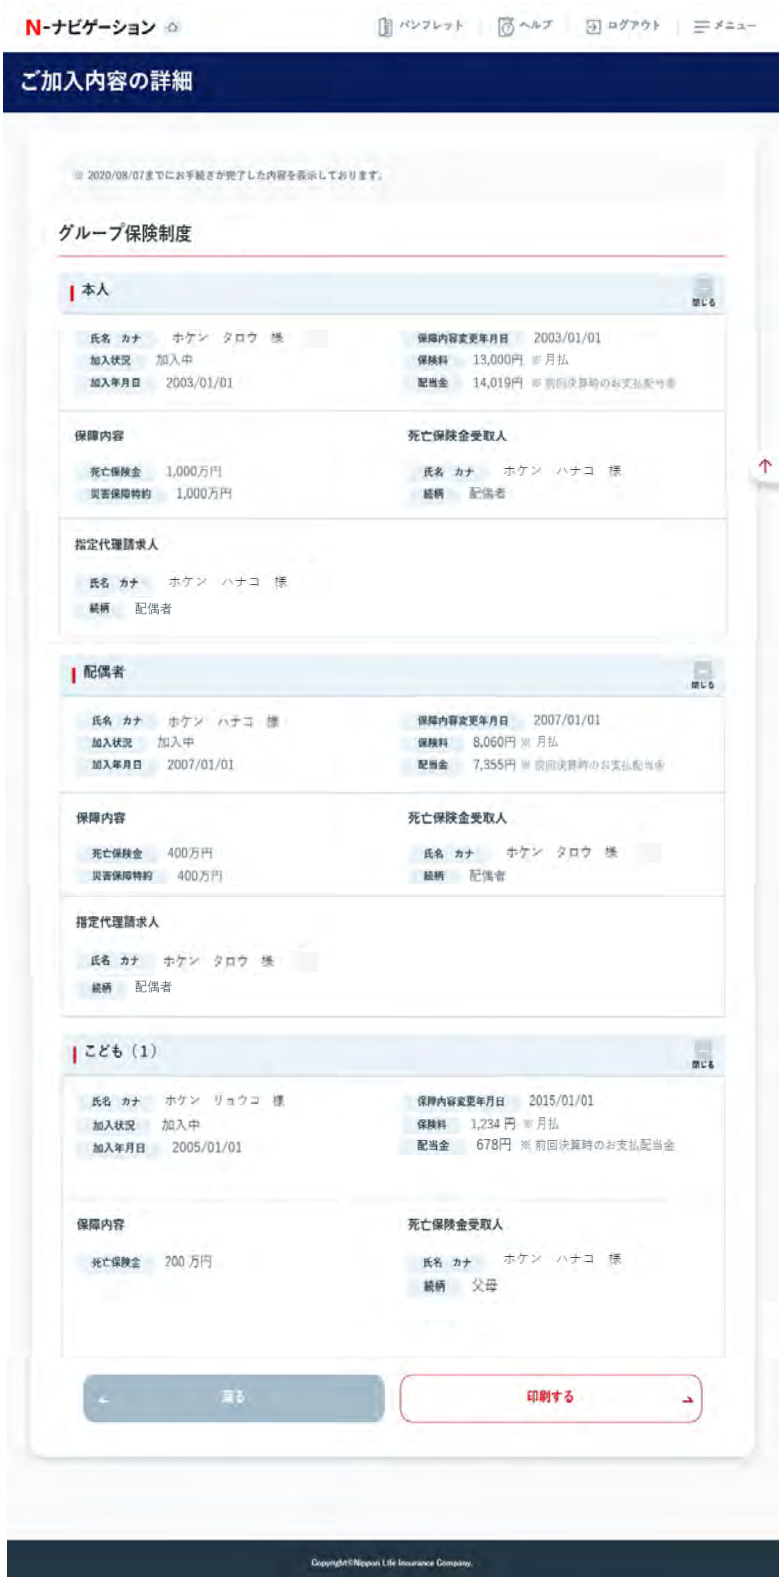 N-ナビゲーション
パンフレット ヘルプ ログアウト メニュー
ご加入内容の詳細
※ 2020/08/07までにお手続きが完了した内容を表示しております。
グループ保険制度
本人
閉じる
氏名 カナ ホケン タロウ 様
加入状況 加入中
加入年月日 2003/01/01
保障内容変更年月日 2003/01/01
保険料 13,000円 ※ 月払
配当金 14,019円 ※ 前回決算時のお支払配当金
保障内容
死亡保険金 1,000万円
災害保障特約 1,000万円
死亡保険金受取人
氏名 カナ ホケン ハナコ 様
続柄 配偶者
指定代理請求人
氏名 カナ ホケン ハナコ 様
続柄 配偶者
配偶者
閉じる
氏名 カナ ホケン ハナコ 様
加入状況 加入中
加入年月日 2007/01/01
保障内容変更年月日 2007/01/01
保険料 8,060円 ※ 月払
配当金 7,355円 ※ 前回決算時のお支払配当金
保障内容
死亡保険金 400万円
災害保障特約 400万円
死亡保険金受取人
氏名 カナ ホケン タロウ 様
続柄 配偶者
指定代理請求人
氏名 カナ ホケン タロウ 様
続柄 配偶者
こども（1）
閉じる
氏名 カナ ホケン リョウコ 様
加入状況 加入中
加入年月日 2005/01/01
保障内容変更年月日 2015/01/01
保険料 1,234 円 ※ 月払
配当金 678円 ※ 前回決算時のお支払配当金
保障内容
死亡保険金 200 万円
死亡保険金受取人
氏名 カナ ホケン ハナコ 様
続柄 父母
戻る
印刷する
Copyright©Nippon Life Insurance Company.